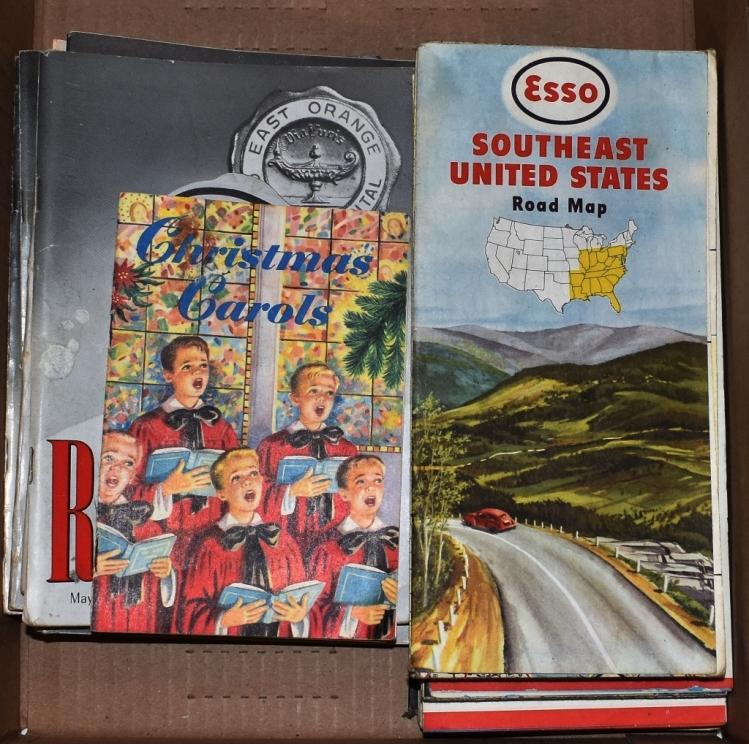 EAST ORANGE
Christmas
Carols
R
May
Esso
SOUTHEAST
UNITED STATES
Road Map